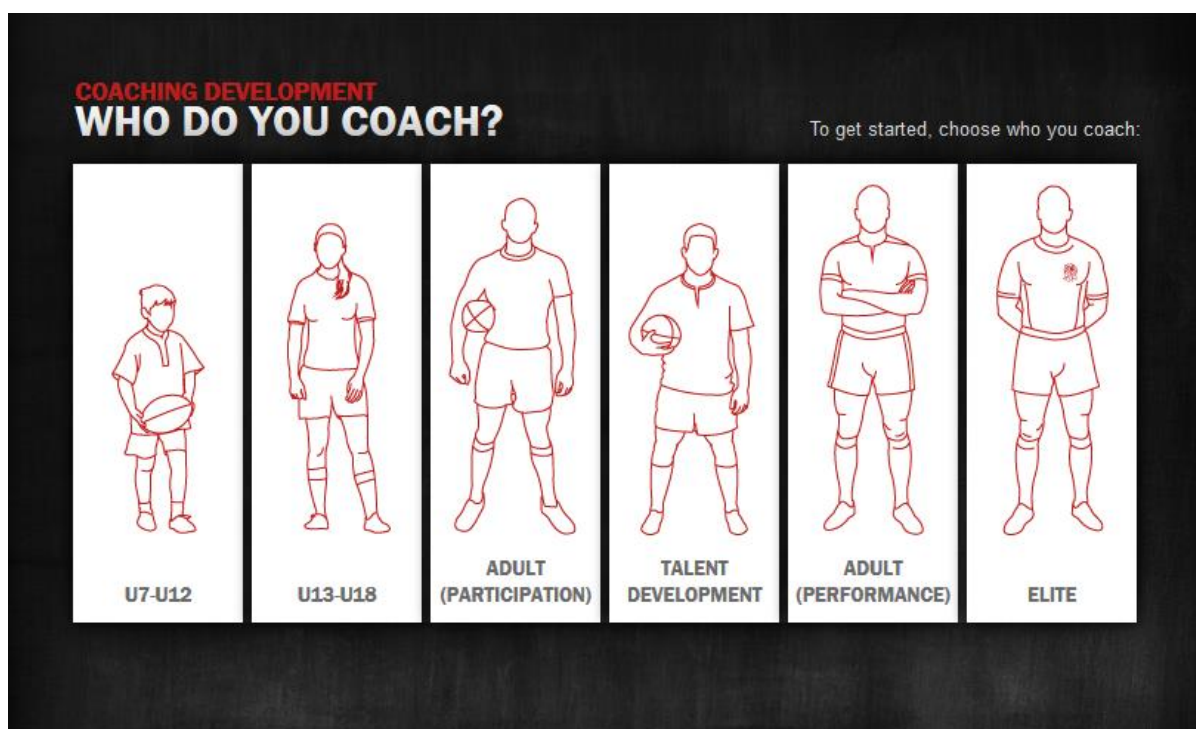 COACHING DEVELOPMENT
WHO DO YOU COACH?
To get started, choose who you coach:
U7-U12
U13-U18
ADULT
(PARTICIPATION)
TALENT
DEVELOPMENT
ADULT
(PERFORMANCE)
ELITE